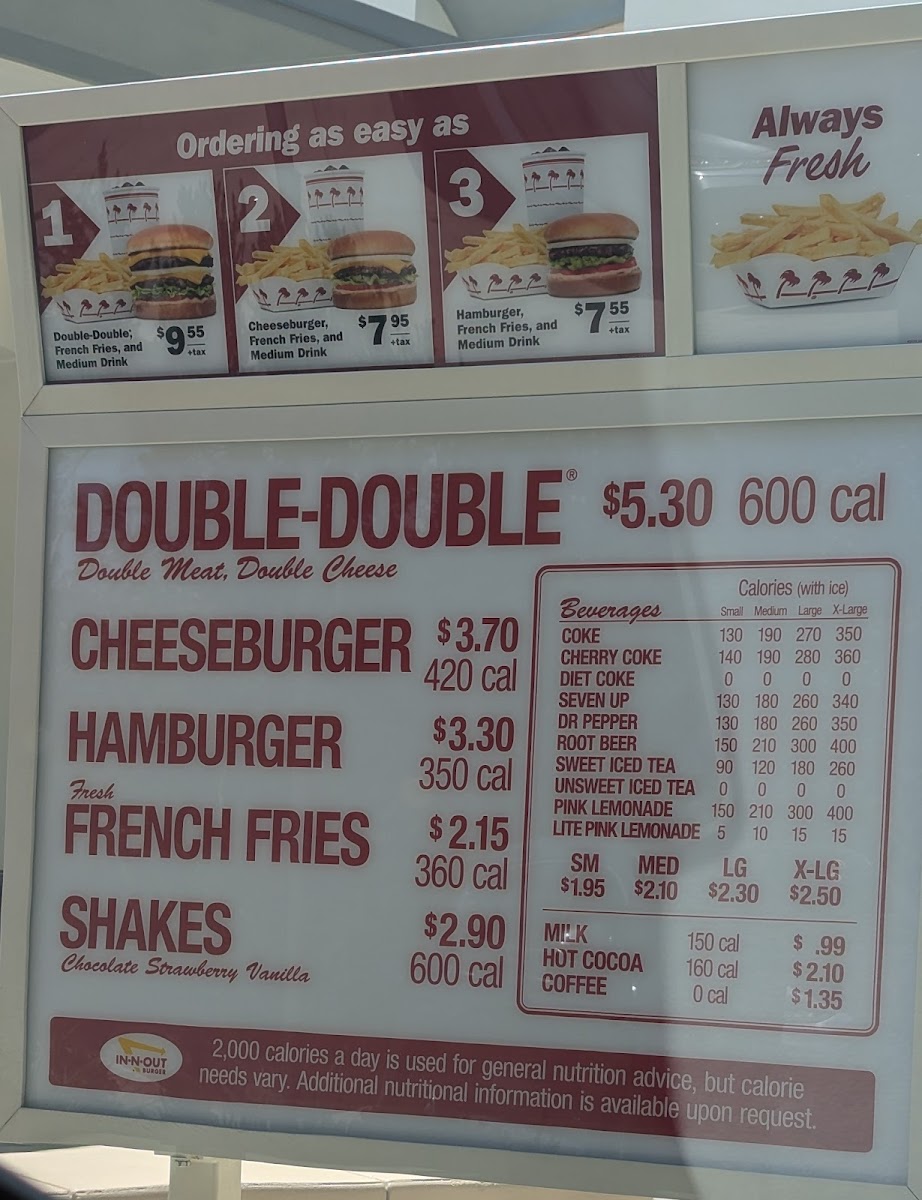 Ordering as easy as
1
Double-Double,
French Fries, and
Medium Drink
$9 55
+tax
2
Cheeseburger,
French Fries, and
Medium Drink
$7 95
+tax
3
Hamburger,
French Fries, and
Medium Drink
$7 55
+tax
Always
Fresh
DOUBLE-DOUBLE® $5.30 600 cal
Double Meat, Double Cheese
CHEESEBURGER $3.70
420 cal
HAMBURGER $3.30
350 cal
Fresh
FRENCH FRIES $2.15
360 cal
SHAKES $2.90
Chocolate Strawberry Vanilla 600 cal
Calories (with ice)
Beverages Small Medium Large X-Large
COKE 130 190 270 350
CHERRY COKE 140 190 280 360
DIET COKE 0 0 0 0
SEVEN UP 130 180 260 340
DR PEPPER 130 180 260 350
ROOT BEER 150 210 300 400
SWEET ICED TEA 90 120 180 260
UNSWEET ICED TEA 0 0 0 0
PINK LEMONADE 150 210 300 400
LITE PINK LEMONADE 5 10 15 15
SM MED LG X-LG
$1.95 $2.10 $2.30 $2.50
MILK 150 cal $ .99
HOT COCOA 160 cal $2.10
COFFEE 0 cal $1.35
IN-N-OUT
BURGER
2,000 calories a day is used for general nutrition advice, but calorie
needs vary. Additional nutritional information is available upon request.